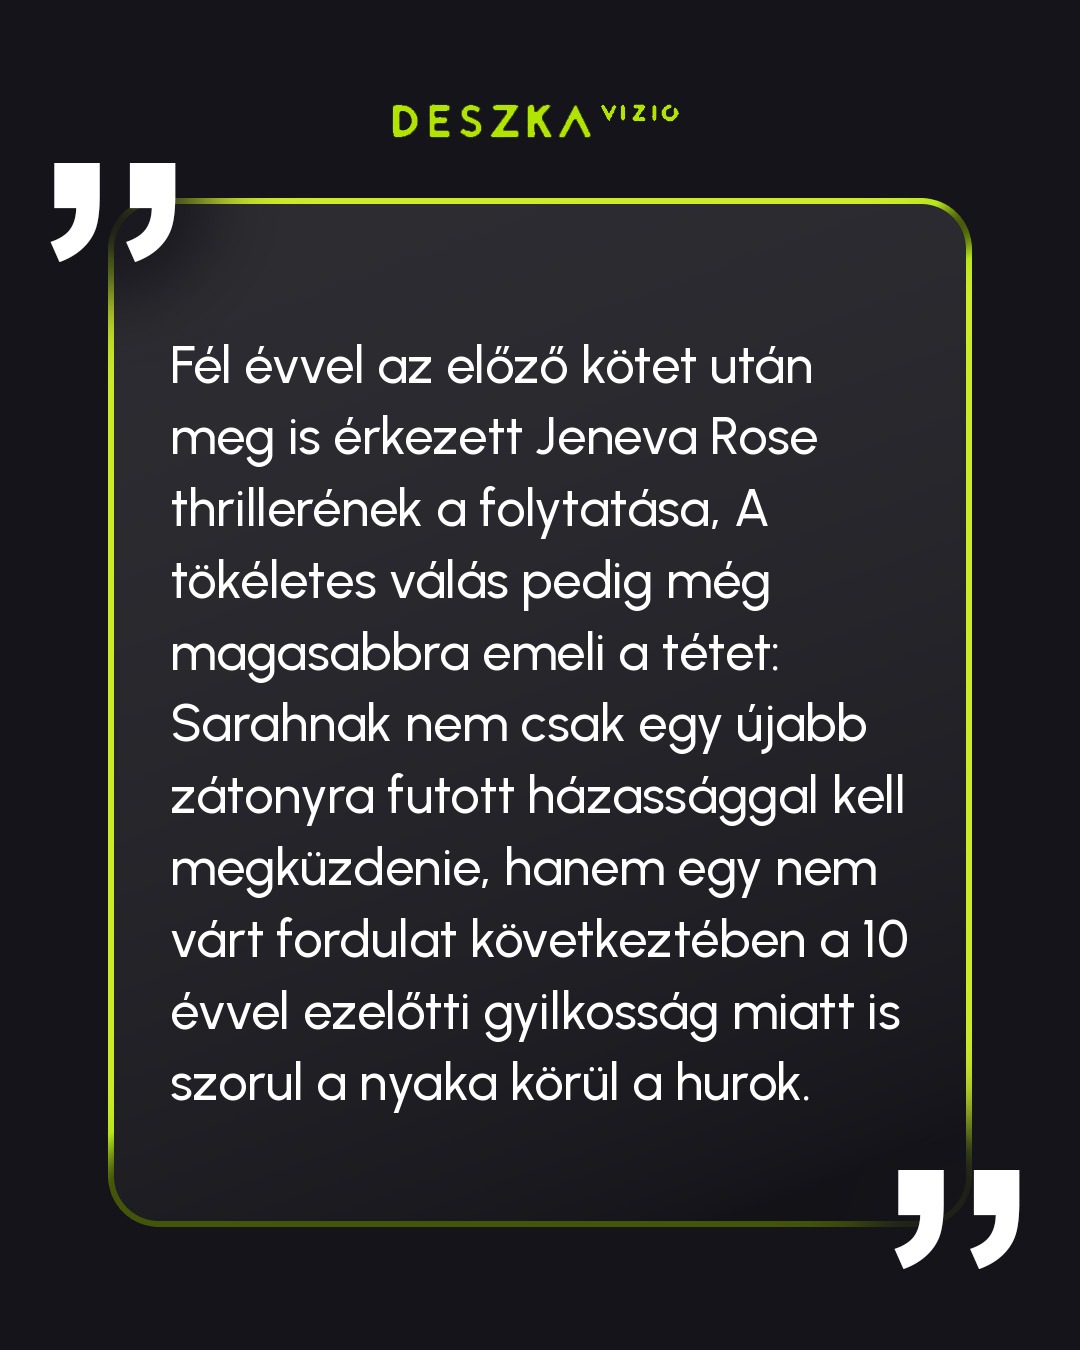 DESZKA VIZIO
Fél évvel az előző kötet után
meg is érkezett Jeneva Rose
thrillerének a folytatása, A
tökéletes válás pedig még
magasabbra emeli a tétet:
Sarahnak nem csak egy újabb
zátonyra futott házassággal kell
megküzdenie, hanem egy nem
várt fordulat következtében a 10
évvel ezelőtti gyilkosság miatt is
szorul a nyaka körül a hurok.